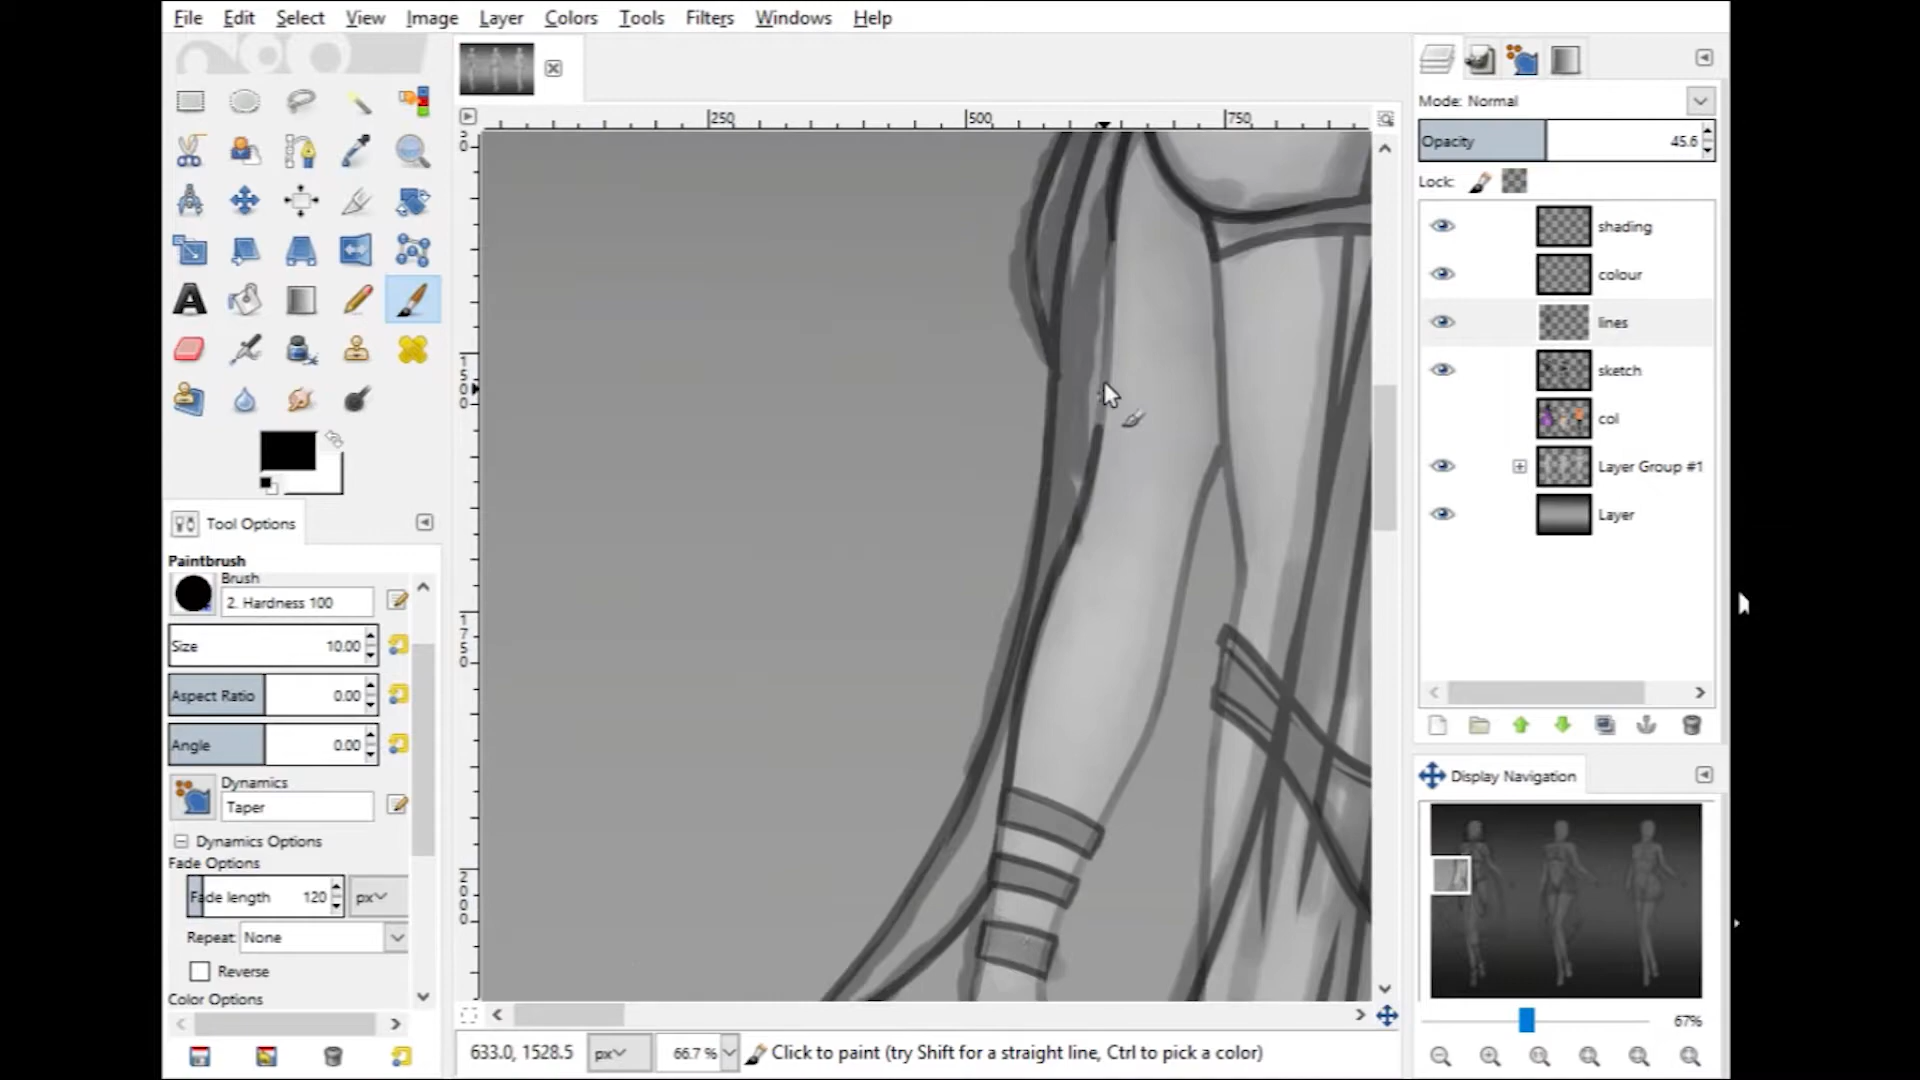 File Edit Select View Image Layer Colors Tools Filters Windows Help
Mode: Normal
250 500 750
Opacity 45.6
Lock:
shading
colour
lines
sketch
col
Layer Group #1
Layer
1750
2000
Tool Options
Paintbrush
Brush
2. Hardness 100
Size 10.00
Aspect Ratio 0.00
Angle 0.00
Dynamics
Taper
Dynamics Options
Fade Options
Fade length 120 px
Repeat: None
Reverse
Color Options
Display Navigation
67%
633.0, 1528.5 px 66.7 % Click to paint (try Shift for a straight line, Ctrl to pick a color)